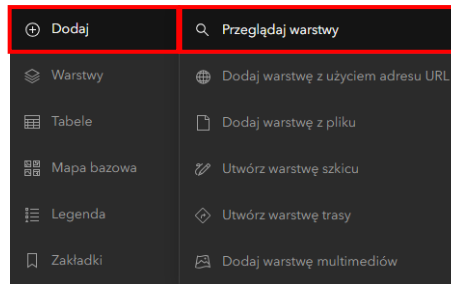 Dodaj
Warstwy
Tabele
Mapa bazowa
Legenda
Zakładki
Przeglądaj warstwy
Dodaj warstwę z użyciem adresu URL
Dodaj warstwę z pliku
Utwórz warstwę szkicu
Utwórz warstwę trasy
Dodaj warstwę multimediów